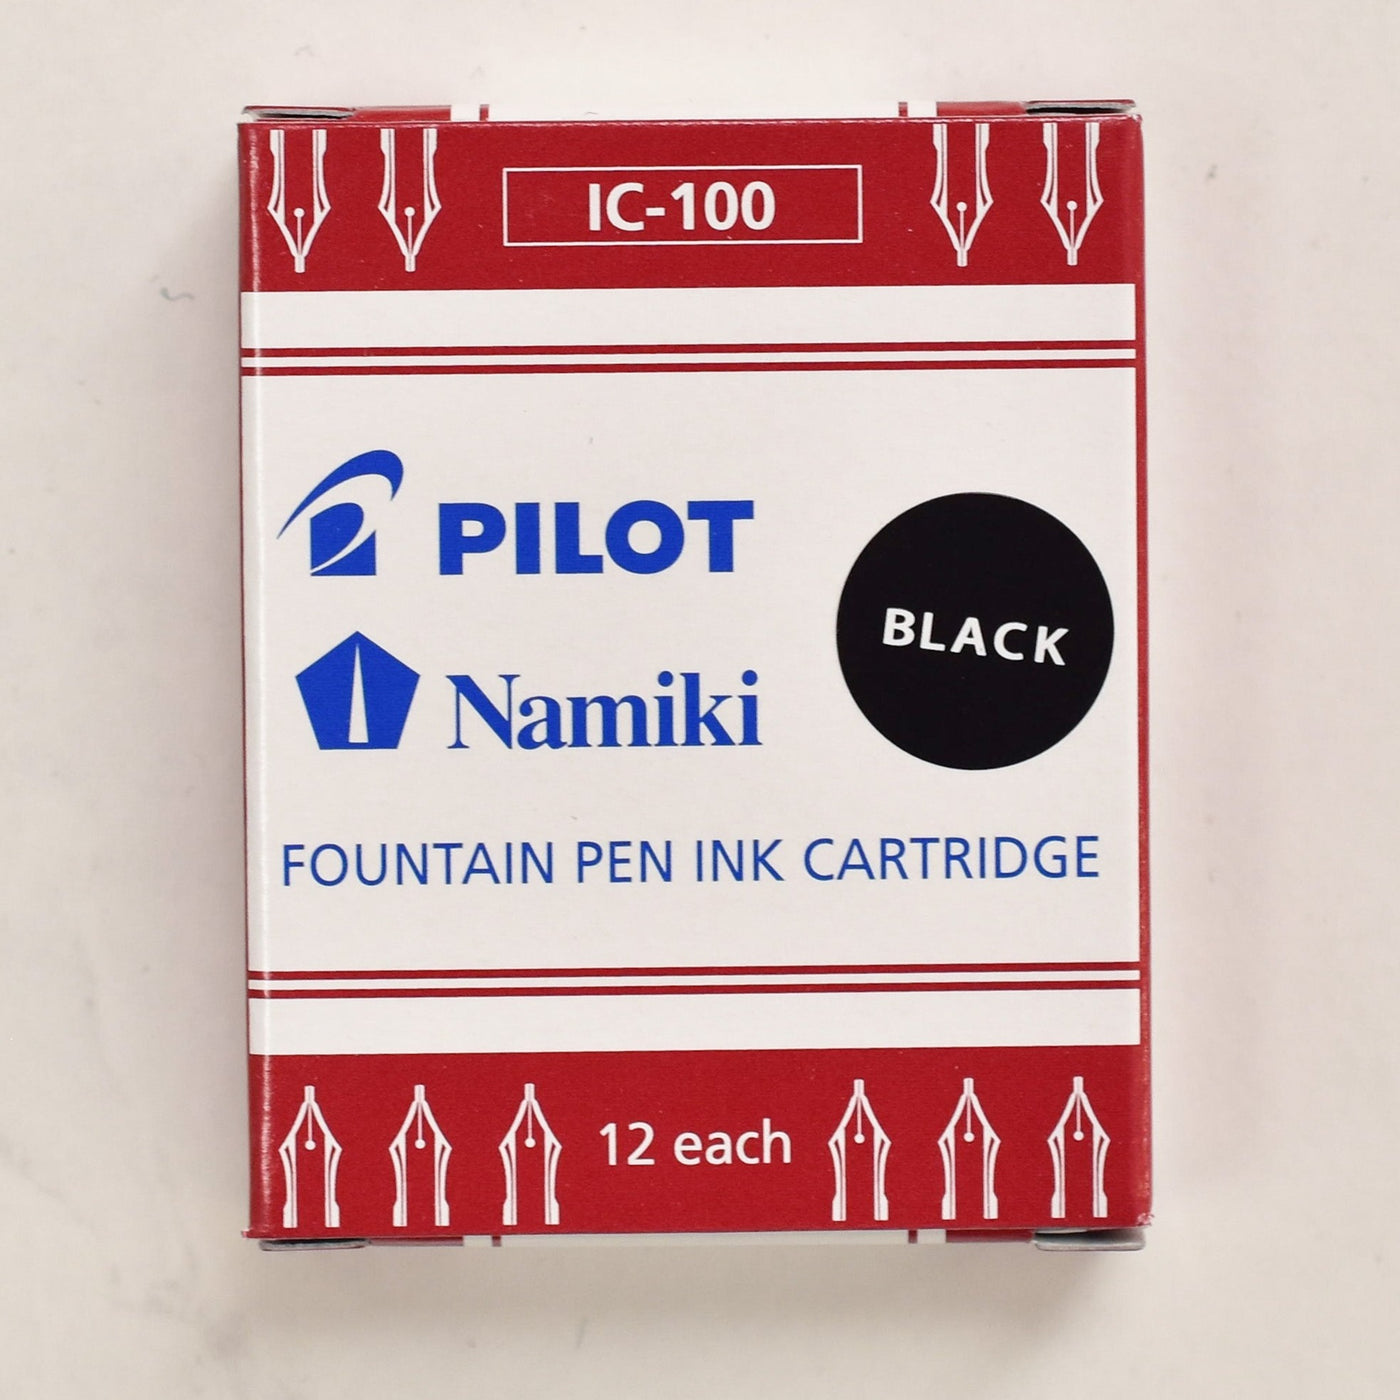 IC-100
PILOT
Namiki
BLACK
FOUNTAIN PEN INK CARTRIDGE
12 each